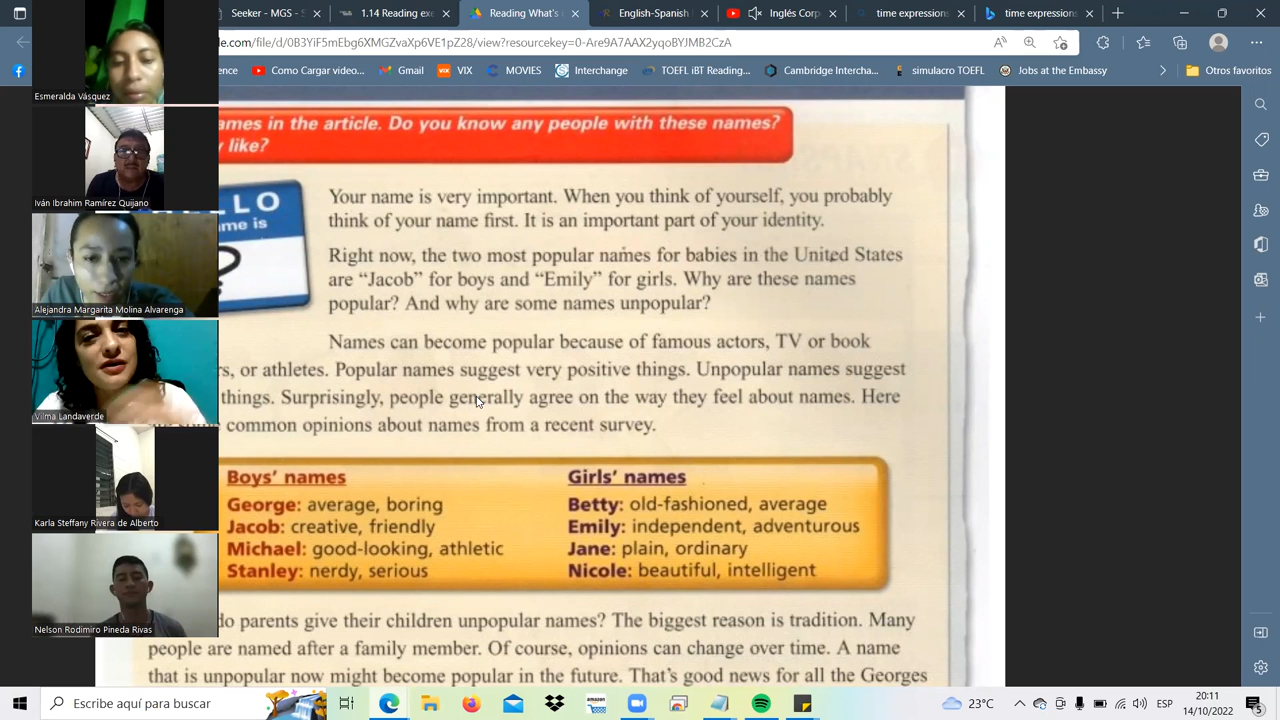 Seeker - MGS - S
1.14 Reading ex
Reading What's
Engish-Spanish
time expressions
time expressions
le.com/file/d/0B3YiF5mEbg6XMGZvaXp6VE1pZ28/view?resourcekey=0-Are9A7AAX2yqoBYJMB2CzA
ence
Como Cargar video...
Gmail
VIX
MOVIES
Interchange
TOEFL iBT Reading...
Cambridge Intercha...
simulacro TOEFL
Jobs at the Embassy
Otros favoritos
Esmeralda Vásquez
Iván Ibrahim Ramírez Quijano
Alejandra Margarita Molina Alvarenga
Vilma Landaverde
Karla Steffany Rivera de Alberto
Nelson Rodimiro Pineda Rivas
ames in the article. Do you know any people with these names?
y like?
LLO
me is
?
Your name is very important. When you think of yourself, you probably
think of your name first. It is an important part of your identity.
Right now, the two most popular names for babies in the United States
are “Jacob” for boys and “Emily” for girls. Why are these names
popular? And why are some names unpopular?
Names can become popular because of famous actors, TV or book
rs, or athletes. Popular names suggest very positive things. Unpopular names suggest
things. Surprisingly, people generally agree on the way they feel about names. Here
common opinions about names from a recent survey.
Boys’ names
George: average, boring
Jacob: creative, friendly
Michael: good-looking, athletic
Stanley: nerdy, serious
Girls’ names
Betty: old-fashioned, average
Emily: independent, adventurous
Jane: plain, ordinary
Nicole: beautiful, intelligent
do parents give their children unpopular names? The biggest reason is tradition. Many
people are named after a family member. Of course, opinions can change over time. A name
that is unpopular now might become popular in the future. That’s good news for all the Georges
Escribe aquí para buscar
23°C
ESP
20:11
14/10/2022
5